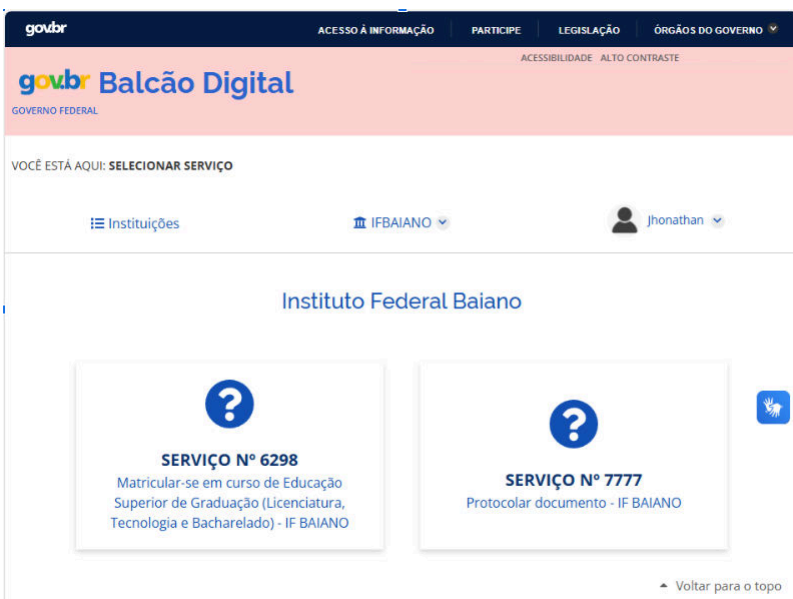 gov.br ACESSO À INFORMAÇÃO PARTICIPE LEGISLAÇÃO ÓRGÃOS DO GOVERNO
ACESSIBILIDADE ALTO CONTRASTE
gov.br Balcão Digital
GOVERNO FEDERAL
VOCÊ ESTÁ AQUI: SELECIONAR SERVIÇO
Instituições IFBAIANO Jhonathan
Instituto Federal Baiano
SERVIÇO Nº 6298
Matricular-se em curso de Educação
Superior de Graduação (Licenciatura,
Tecnologia e Bacharelado) - IF BAIANO
SERVIÇO Nº 7777
Protocolar documento - IF BAIANO
Voltar para o topo